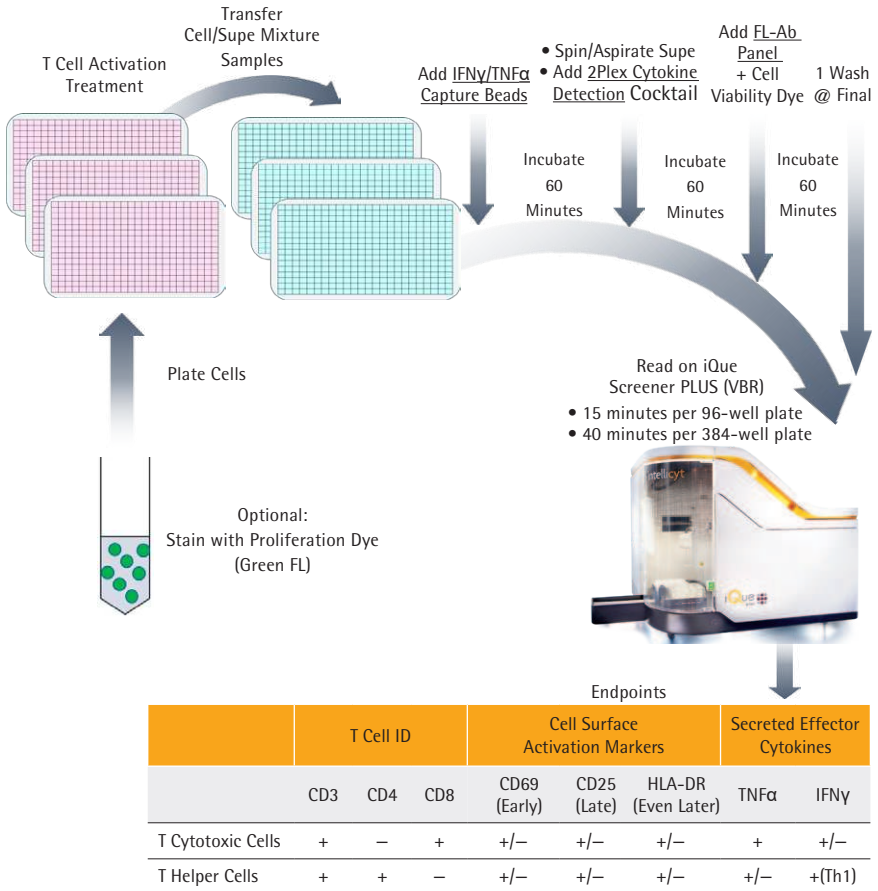 Transfer
Cell/Supe Mixture
Samples
T Cell Activation
Treatment
Add IFNγ/TNFα
Capture Beads
• Spin/Aspirate Supe
• Add 2Plex Cytokine
Detection Cocktail
Add FL-Ab
Panel
+ Cell
Viability Dye
1 Wash
@ Final
Incubate
60
Minutes
Incubate
60
Minutes
Incubate
60
Minutes
Plate Cells
Read on iQue
Screener PLUS (VBR)
• 15 minutes per 96-well plate
• 40 minutes per 384-well plate
intellicyt
iQue
Optional:
Stain with Proliferation Dye
(Green FL)
Endpoints
T Cell ID
Cell Surface
Activation Markers
Secreted Effector
Cytokines
CD3 CD4 CD8 CD69 (Early) CD25 (Late) HLA-DR (Even Later) TNFα IFNγ
T Cytotoxic Cells + − + +/− +/− +/− + +/−
T Helper Cells + + − +/− +/− +/− +/− +(Th1)